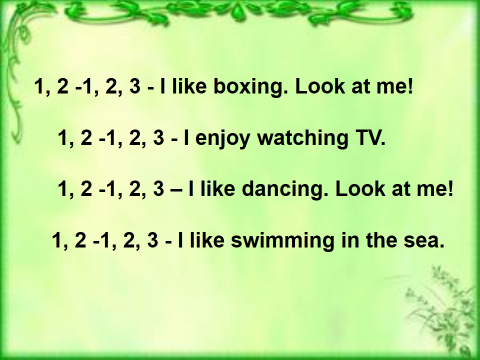 1, 2 -1, 2, 3 - I like boxing. Look at me!
1, 2 -1, 2, 3 - I enjoy watching TV.
1, 2 -1, 2, 3 – I like dancing. Look at me!
1, 2 -1, 2, 3 - I like swimming in the sea.